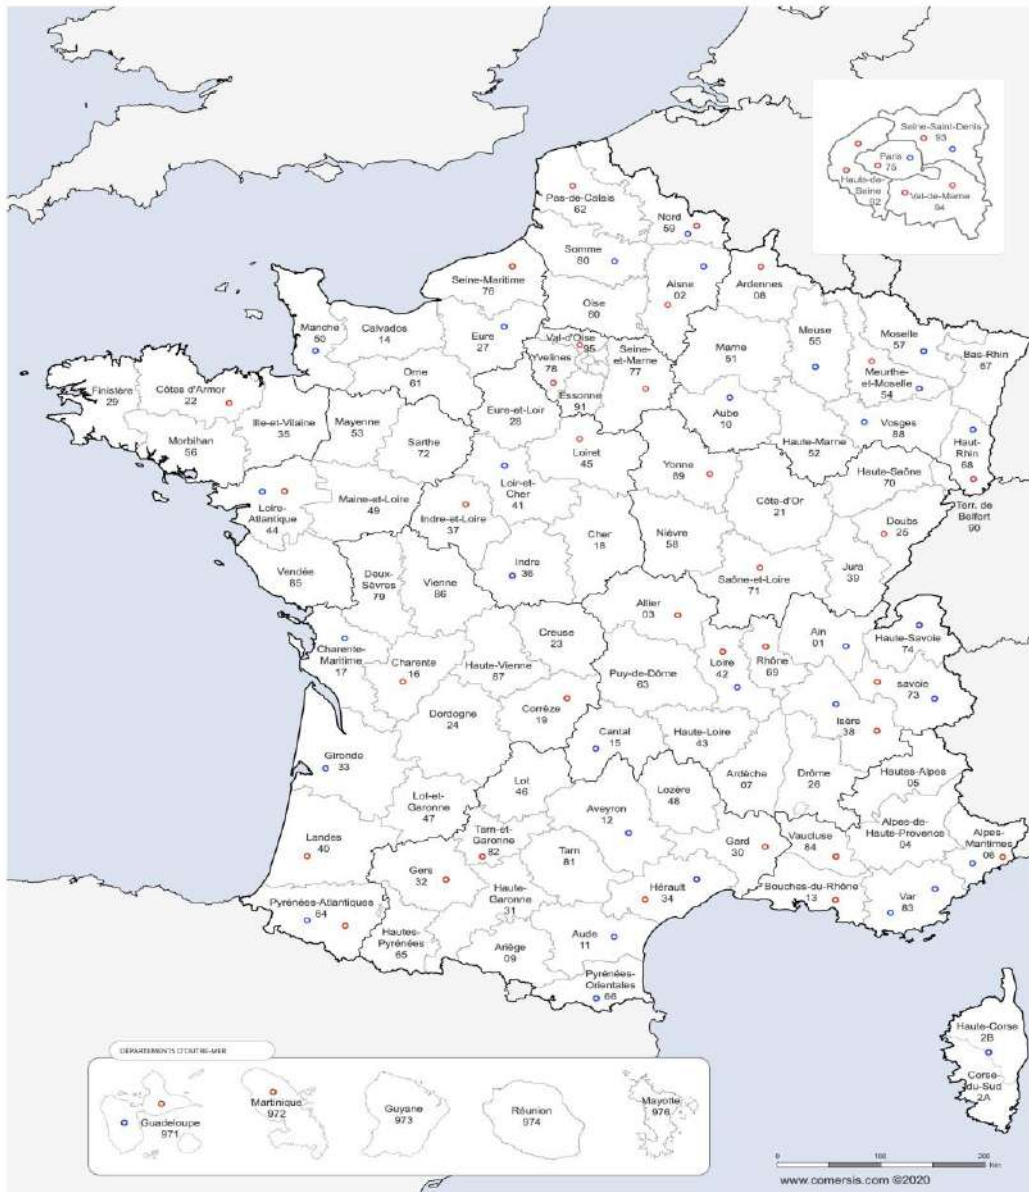 Seine-Saint-Denis
93
Paris
75
Hauts-de-
Seine
92
Val-de-Marne
94
Pas-de-Calais
62
Nord
59
Somme
80
Aisne
02
Ardennes
08
Seine-Maritime
76
Oise
60
Manche
50
Calvados
14
Eure
27
Val-d'Oise
95
Yvelines
78
Seine-
et-Marne
77
Essonne
91
Marne
51
Meuse
55
Moselle
57
Bas-Rhin
67
Meurthe-
et-Moselle
54
Orne
61
Finistère
29
Côtes d'Armor
22
Ille-et-Vilaine
35
Morbihan
56
Mayenne
53
Sarthe
72
Eure-et-Loir
28
Loiret
45
Aube
10
Haute-Marne
52
Vosges
88
Haut-
Rhin
68
Yonne
89
Haute-Saône
70
Terr. de
Belfort
90
Loire-
Atlantique
44
Maine-et-Loire
49
Indre-et-Loire
37
Loir-et-
Cher
41
Cher
18
Nièvre
58
Côte-d'Or
21
Doubs
25
Jura
39
Vendée
85
Deux-
Sèvres
79
Vienne
86
Indre
36
Saône-et-Loire
71
Allier
03
Charente-
Maritime
17
Charente
16
Haute-Vienne
87
Creuse
23
Puy-de-Dôme
63
Loire
42
Rhône
69
Ain
01
Haute-Savoie
74
savoie
73
Isère
38
Dordogne
24
Corrèze
19
Cantal
15
Haute-Loire
43
Ardèche
07
Drôme
26
Hautes-Alpes
05
Gironde
33
Lot-et-
Garonne
47
Lot
46
Aveyron
12
Lozère
48
Landes
40
Tarn-et-
Garonne
82
Tarn
81
Gard
30
Vaucluse
84
Alpes-de-
Haute-Provence
04
Alpes-
Maritimes
06
Gers
32
Haute-
Garonne
31
Hérault
34
Bouches-du-Rhône
13
Var
83
Pyrénées-Atlantiques
64
Hautes-
Pyrénées
65
Ariège
09
Aude
11
Pyrénées-
Orientales
66
Haute-Corse
2B
Corse-
du-Sud
2A
DÉPARTEMENTS D'OUTRE-MER
Guadeloupe
971
Martinique
972
Guyane
973
Réunion
974
Mayotte
976
0 100 200
Km
www.comersis.com ©2020